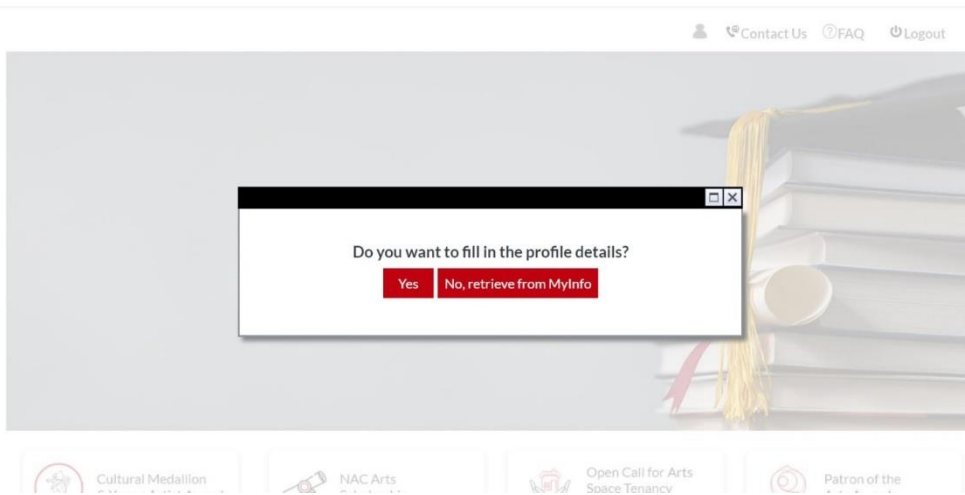 Contact Us FAQ Logout
Do you want to fill in the profile details?
Yes No, retrieve from MyInfo
Cultural Medallion NAC Arts Open Call for Arts Patron of the
Space Tenancy